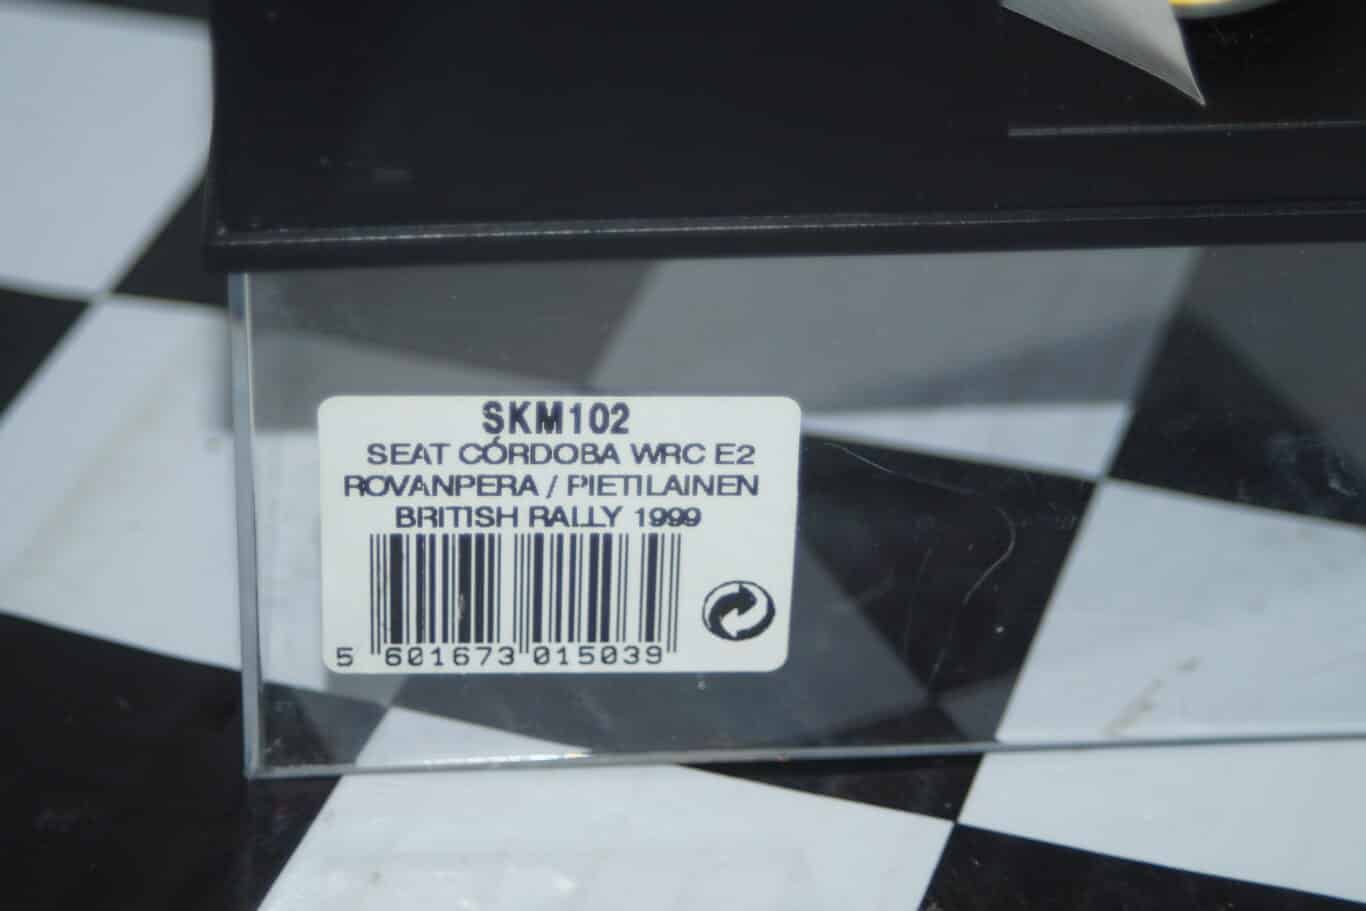 SKM102
SEAT CÓRDOBA WRC E2
ROVANPERA / PIETILAINEN
BRITISH RALLY 1999
5 601673 015039